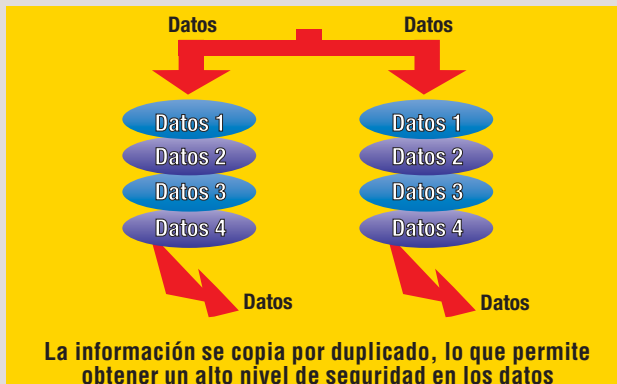 Datos Datos
Datos 1 Datos 1
Datos 2 Datos 2
Datos 3 Datos 3
Datos 4 Datos 4
Datos Datos
La información se copia por duplicado, lo que permite
obtener un alto nivel de seguridad en los datos